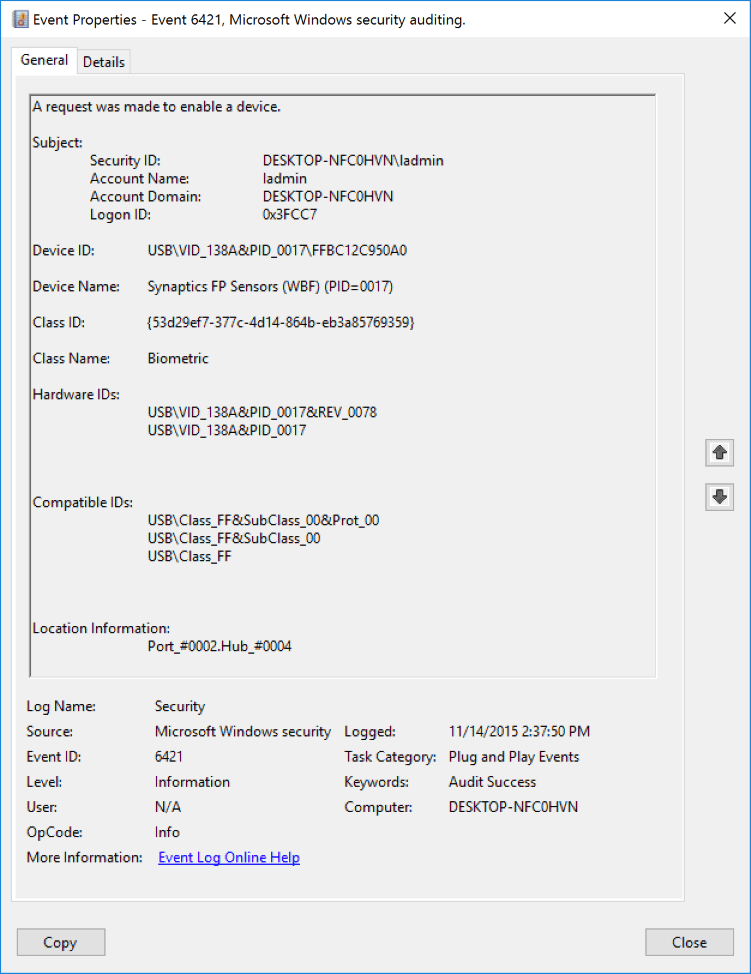 Event Properties - Event 6421, Microsoft Windows security auditing.
General
Details
A request was made to enable a device.
Subject:
Security ID: DESKTOP-NFC0HVN\ladmin
Account Name: ladmin
Account Domain: DESKTOP-NFC0HVN
Logon ID: 0x3FCC7
Device ID: USB\VID_138A&PID_0017\FFBC12C950A0
Device Name: Synaptics FP Sensors (WBF) (PID=0017)
Class ID: {53d29ef7-377c-4d14-864b-eb3a85769359}
Class Name: Biometric
Hardware IDs:
USB\VID_138A&PID_0017&REV_0078
USB\VID_138A&PID_0017
Compatible IDs:
USB\Class_FF&SubClass_00&Prot_00
USB\Class_FF&SubClass_00
USB\Class_FF
Location Information:
Port_#0002.Hub_#0004
Log Name: Security
Source: Microsoft Windows security Logged: 11/14/2015 2:37:50 PM
Event ID: 6421 Task Category: Plug and Play Events
Level: Information Keywords: Audit Success
User: N/A Computer: DESKTOP-NFC0HVN
OpCode: Info
More Information: Event Log Online Help
Copy
Close